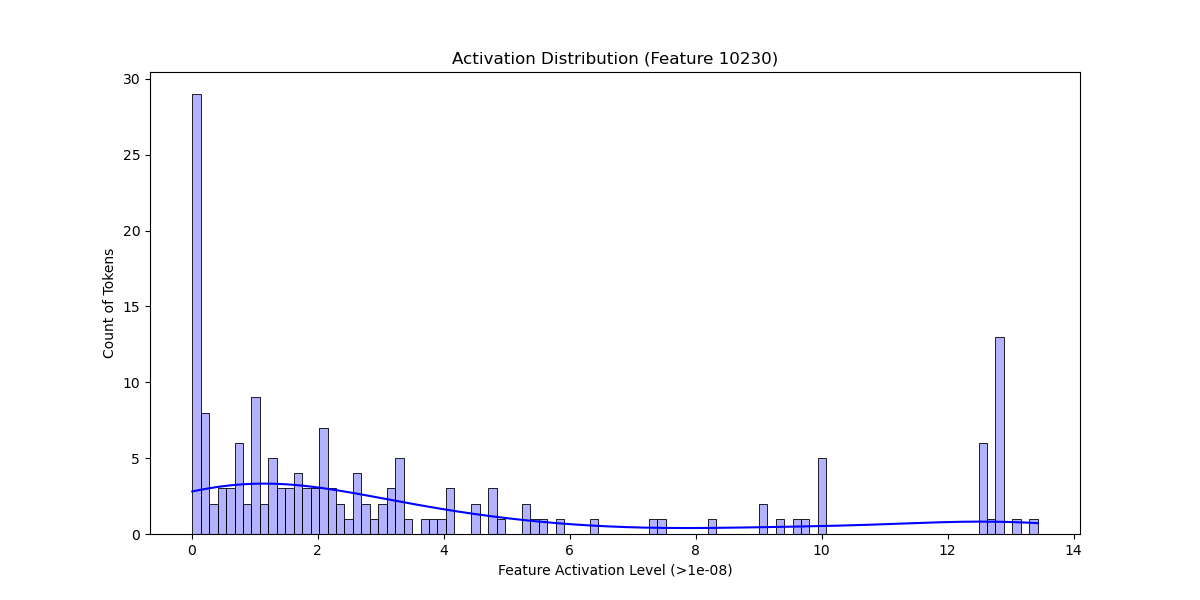 Activation Distribution (Feature 10230)
Count of Tokens
30
25
20
15
10
5
0
0 2 4 6 8 10 12 14
Feature Activation Level (>1e-08)